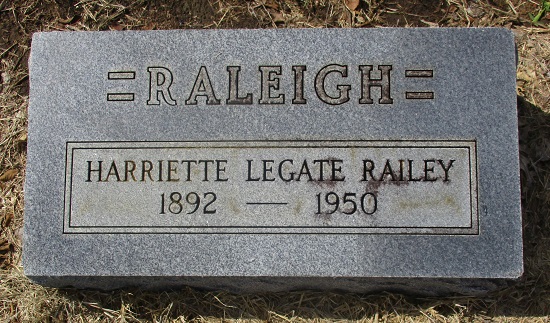 =RALEIGH=
HARRIETTE LEGATE RAILEY
1892 — 1950